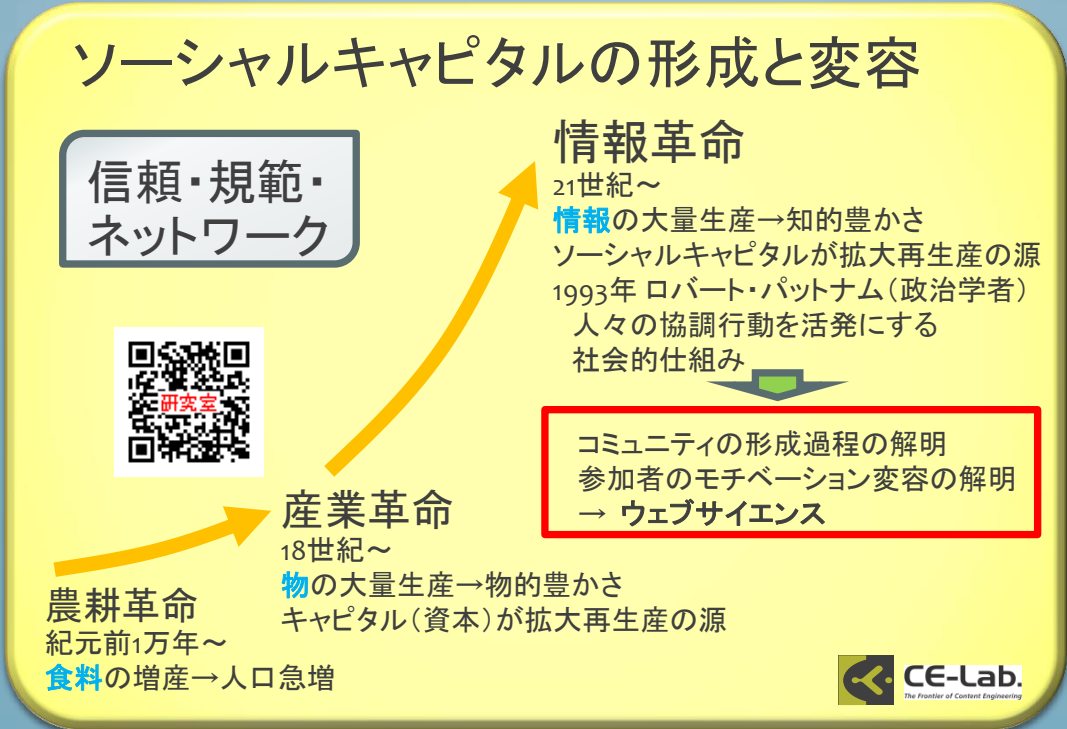 ソーシャルキャピタルの形成と変容
信頼・規範・
ネットワーク
情報革命
21世紀～
情報の大量生産→知的豊かさ
ソーシャルキャピタルが拡大再生産の源
1993年 ロバート・パットナム（政治学者）
人々の協調行動を活発にする
社会的仕組み
コミュニティの形成過程の解明
参加者のモチベーション変容の解明
→ ウェブサイエンス
研究室
産業革命
18世紀～
物の大量生産→物的豊かさ
キャピタル（資本）が拡大再生産の源
農耕革命
紀元前1万年～
食料の増産→人口急増
CE-Lab.
The Frontier of Content Engineering